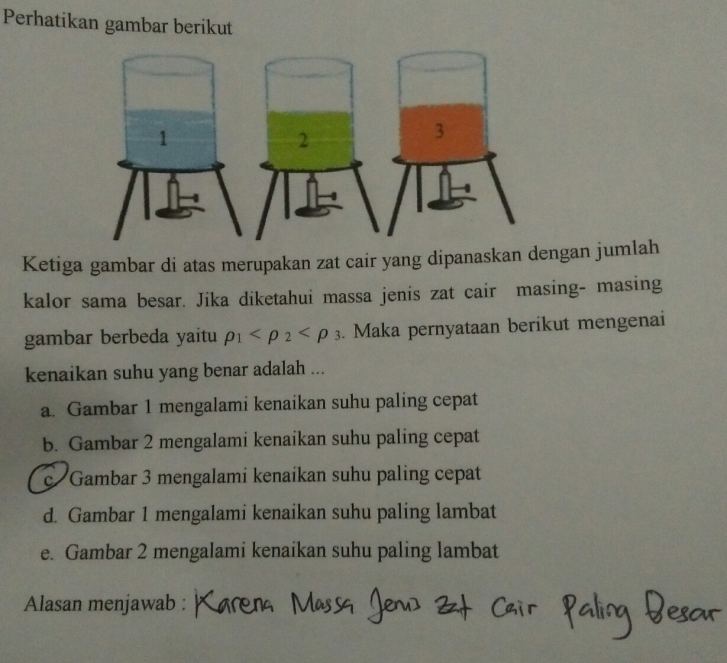 Perhatikan gambar berikut
1 2 3
Ketiga gambar di atas merupakan zat cair yang dipanaskan dengan jumlah
kalor sama besar. Jika diketahui massa jenis zat cair masing- masing
gambar berbeda yaitu ρ₁ < ρ ₂ < ρ ₃. Maka pernyataan berikut mengenai
kenaikan suhu yang benar adalah ...
a. Gambar 1 mengalami kenaikan suhu paling cepat
b. Gambar 2 mengalami kenaikan suhu paling cepat
c. Gambar 3 mengalami kenaikan suhu paling cepat
d. Gambar 1 mengalami kenaikan suhu paling lambat
e. Gambar 2 mengalami kenaikan suhu paling lambat
Alasan menjawab : Karena Massa Jenis zat Cair Paling Besar